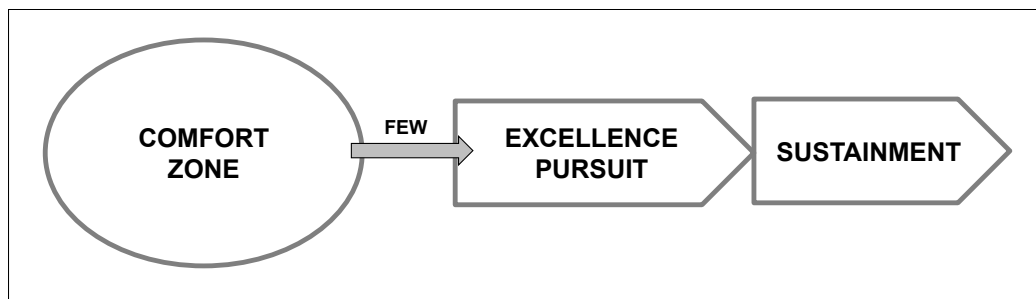 COMFORT
ZONE
FEW
EXCELLENCE
PURSUIT
SUSTAINMENT